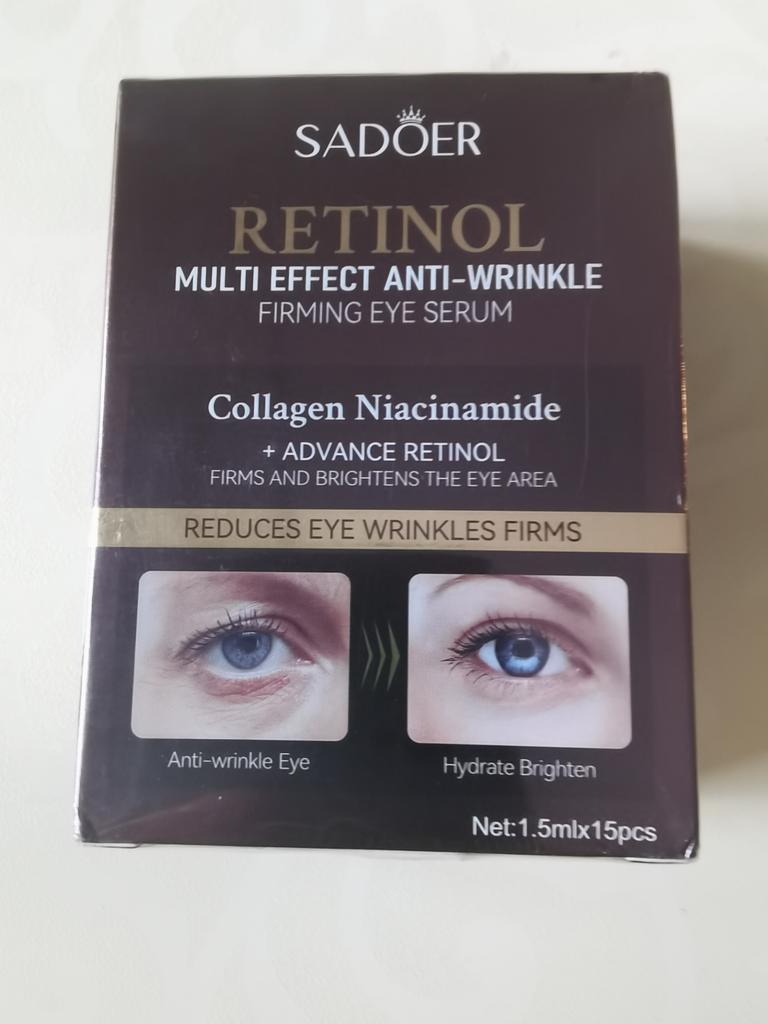 SADOER
RETINOL
MULTI EFFECT ANTI-WRINKLE
FIRMING EYE SERUM
Collagen Niacinamide
+ ADVANCE RETINOL
FIRMS AND BRIGHTENS THE EYE AREA
REDUCES EYE WRINKLES FIRMS
Anti-wrinkle Eye
Hydrate Brighten
Net:1.5mlx15pcs